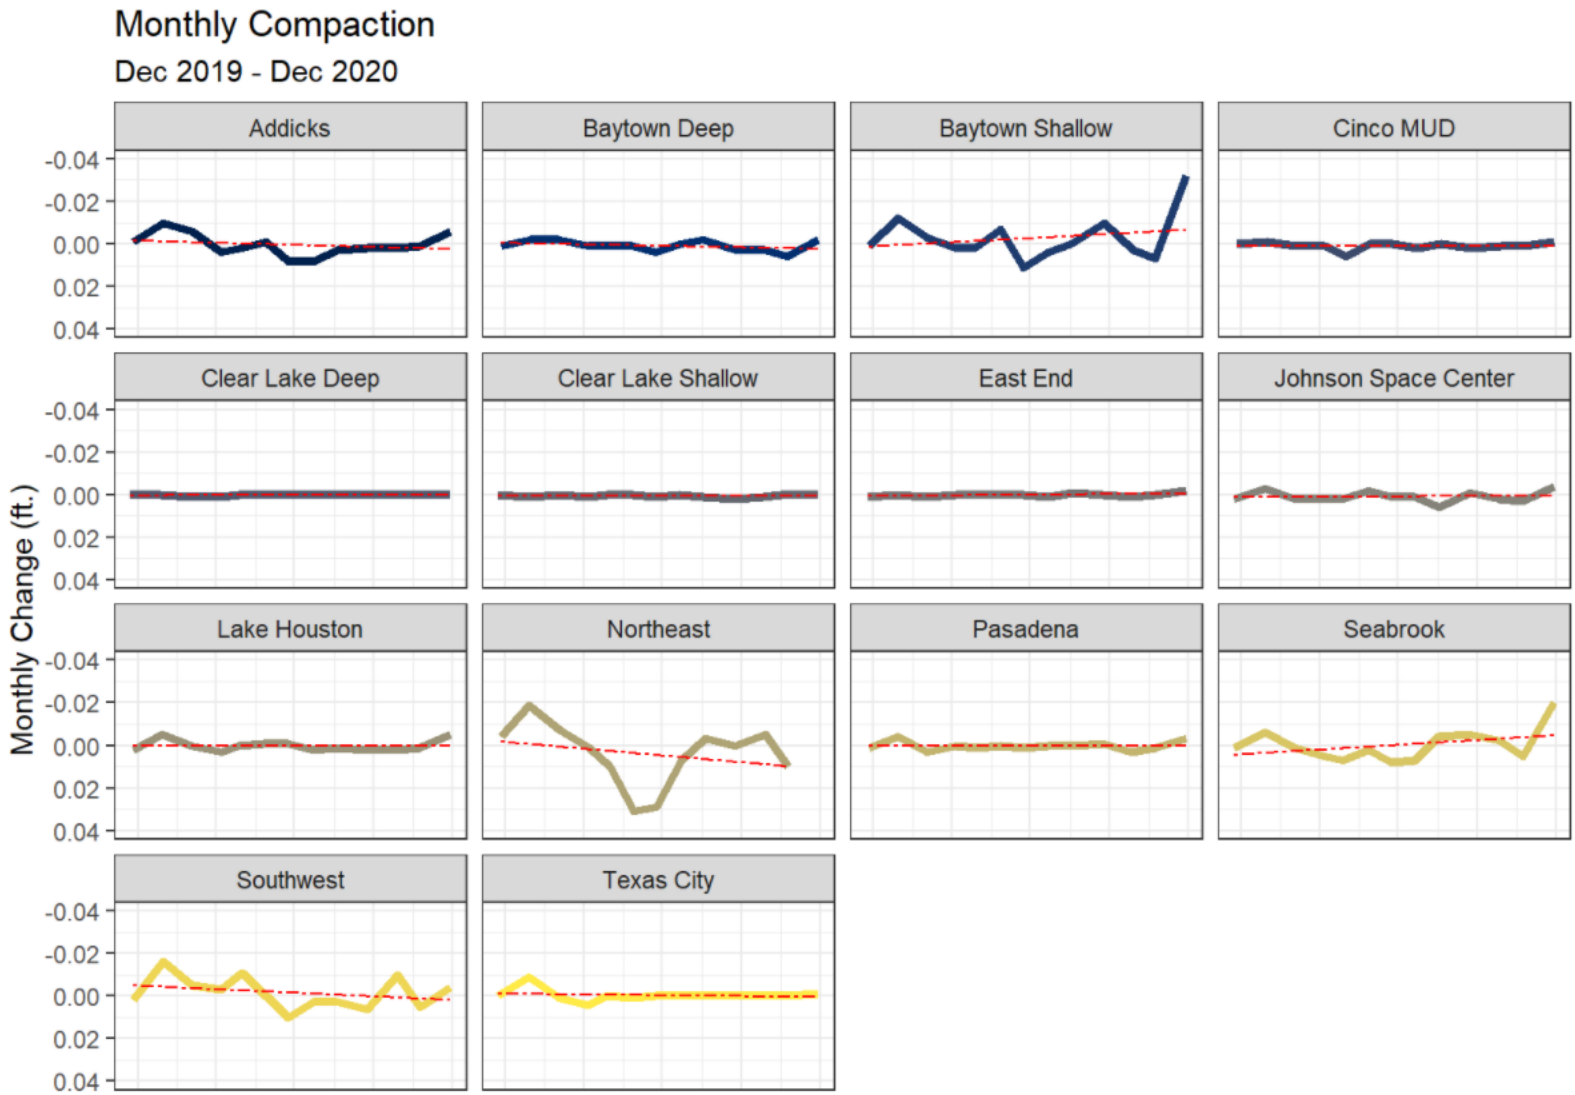 Monthly Compaction
Dec 2019 - Dec 2020
Addicks
Baytown Deep
Baytown Shallow
Cinco MUD
-0.04
-0.02
0.00
0.02
0.04
Clear Lake Deep
Clear Lake Shallow
East End
Johnson Space Center
-0.04
-0.02
0.00
0.02
0.04
Monthly Change (ft.)
Lake Houston
Northeast
Pasadena
Seabrook
-0.04
-0.02
0.00
0.02
0.04
Southwest
Texas City
-0.04
-0.02
0.00
0.02
0.04